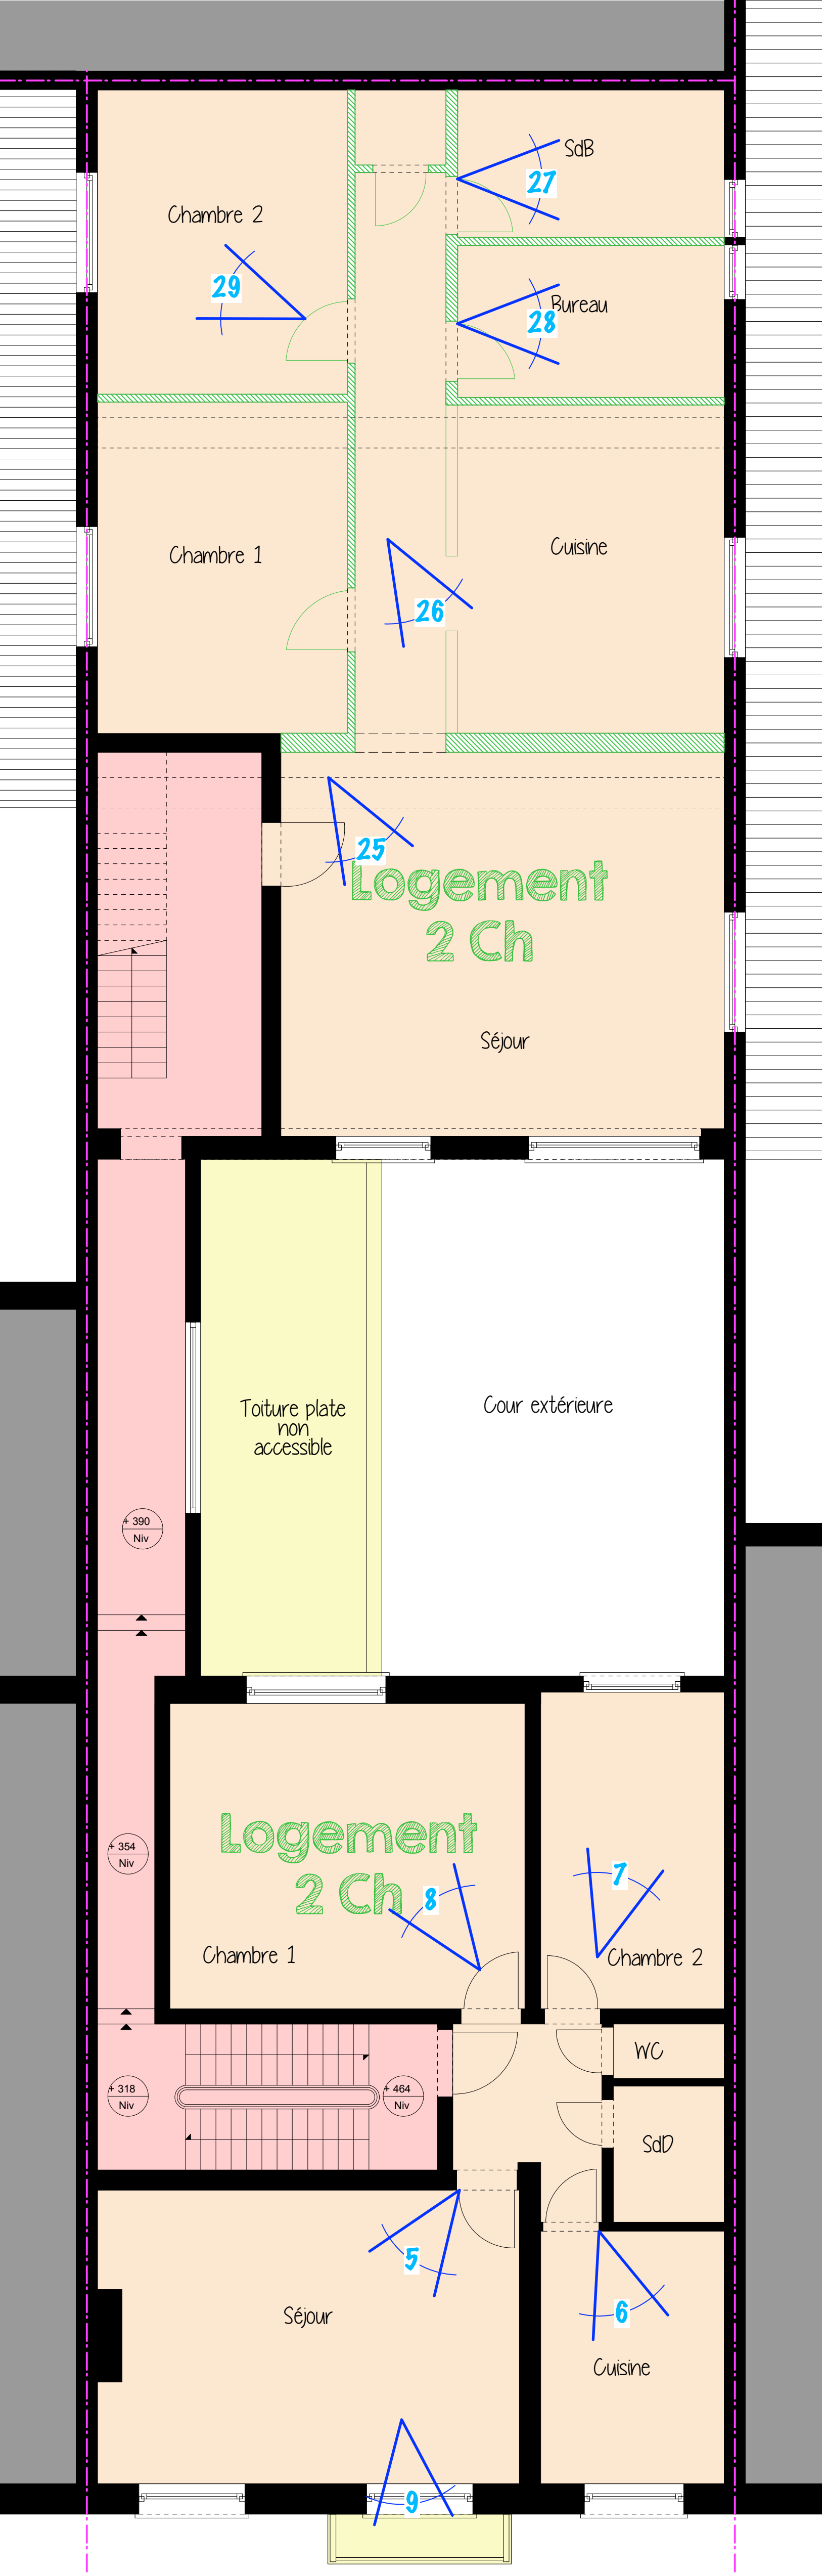 SdB
27
Chambre 2
29
Bureau
28
Chambre 1
Cuisine
26
25
Logement
2 Ch
Séjour
Toiture plate
non
accessible
Cour extérieure
+ 390
Niv
Logement
2 Ch
+ 354
Niv
8
7
Chambre 1
Chambre 2
WC
+ 318
Niv
+ 464
Niv
SdD
5
6
Séjour
Cuisine
9